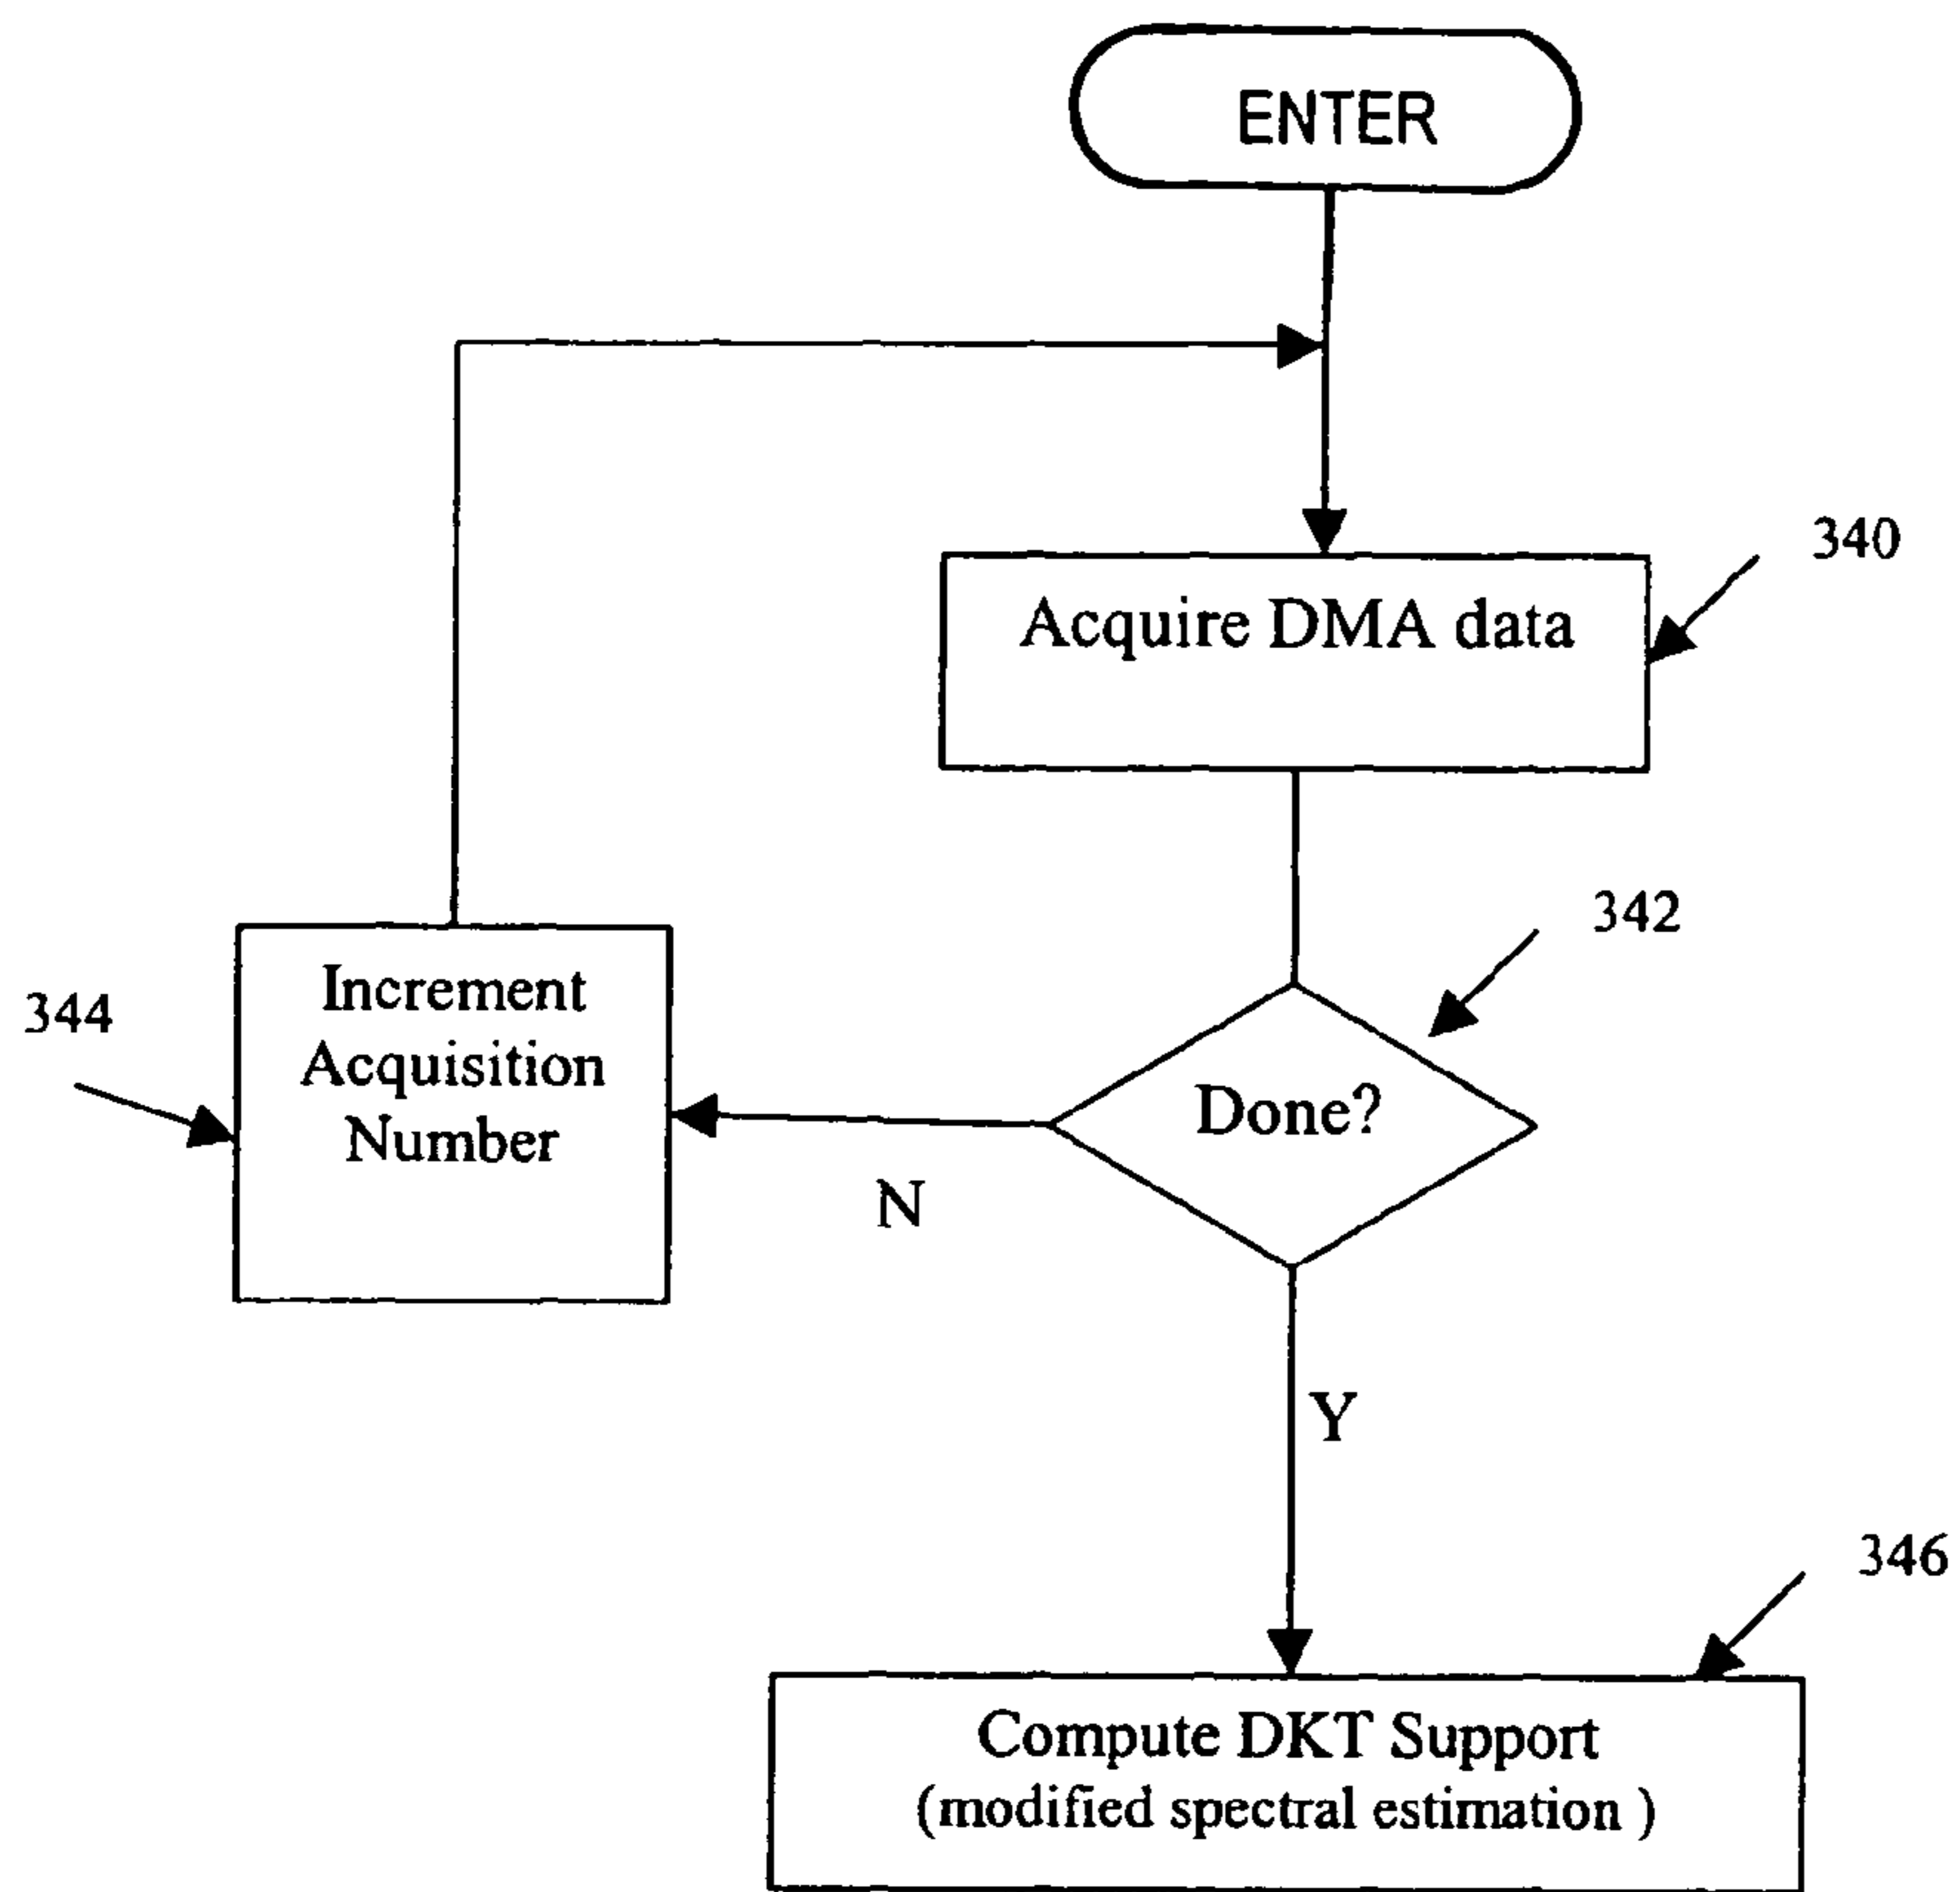 ENTER
340
Acquire DMA data
342
344
Increment
Acquisition
Number
Done?
N
Y
346
Compute DKT Support
(modified spectral estimation )